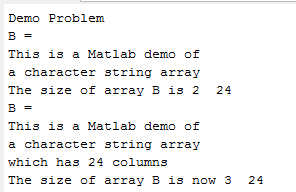 Demo Problem
B =
This is a Matlab demo of
a character string array
The size of array B is 2  24
B =
This is a Matlab demo of
a character string array
which has 24 columns
The size of array B is now 3  24